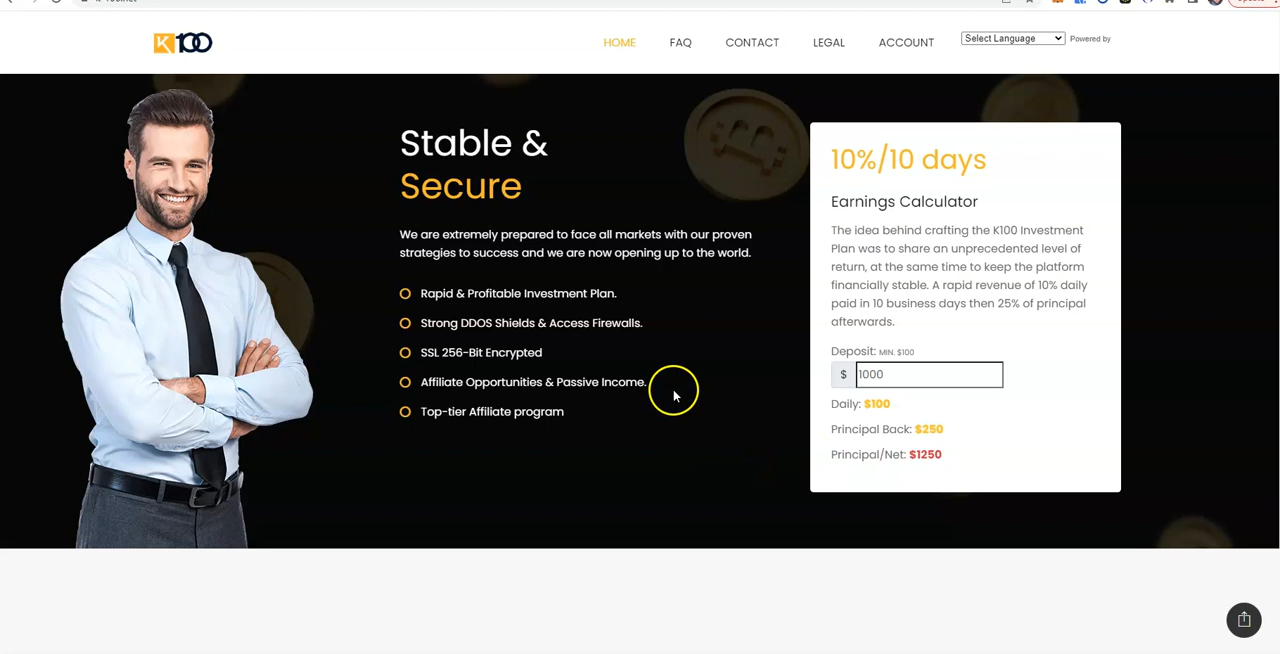 K100
HOME
FAQ
CONTACT
LEGAL
ACCOUNT
Select Language
Powered by
Stable &
Secure
We are extremely prepared to face all markets with our proven
strategies to success and we are now opening up to the world.
Rapid & Profitable Investment Plan.
Strong DDOS Shields & Access Firewalls.
SSL 256-Bit Encrypted
Affiliate Opportunities & Passive Income.
Top-tier Affiliate program
10%/10 days
Earnings Calculator
The idea behind crafting the K100 Investment
Plan was to share an unprecedented level of
return, at the same time to keep the platform
financially stable. A rapid revenue of 10% daily
paid in 10 business days then 25% of principal
afterwards.
Deposit: MIN. $100
$ 1000
Daily: $100
Principal Back: $250
Principal/Net: $1250